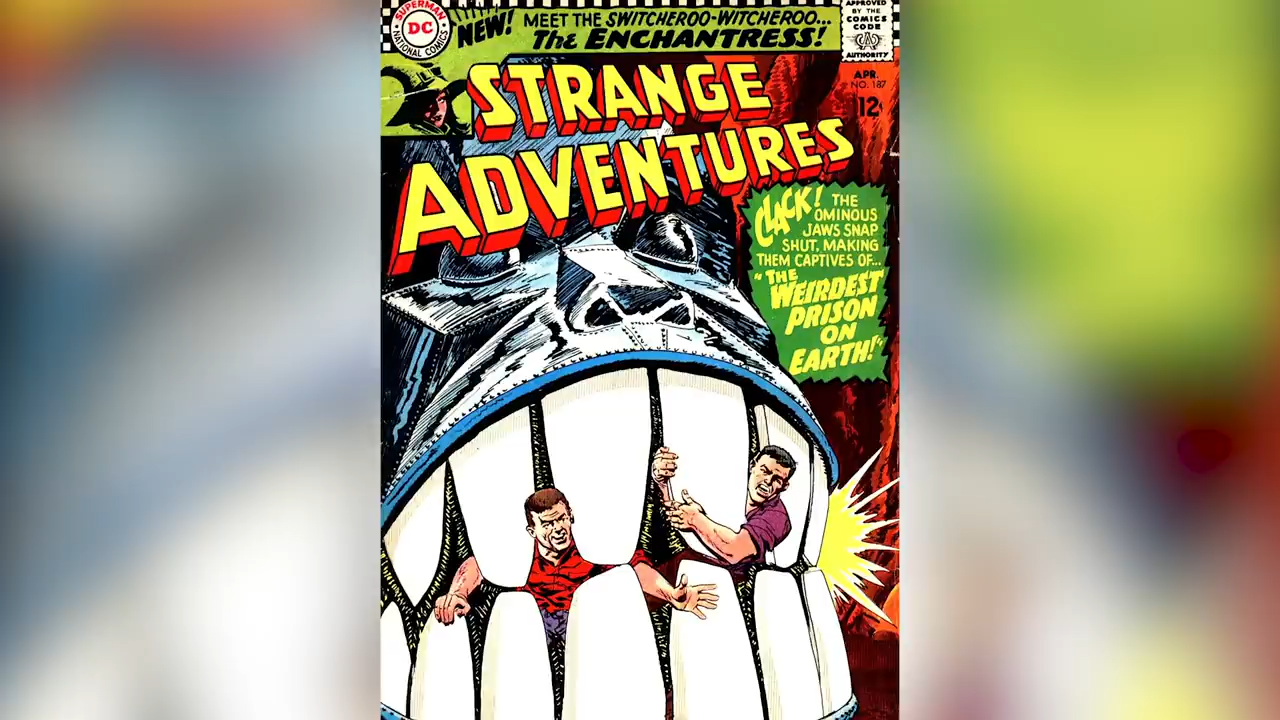 SUPERMAN
DC
NATIONAL COMICS
NEW! MEET THE SWITCHEROO-WITCHEROO...
THE ENCHANTRESS!
APPROVED
BY THE
COMICS
CODE
CA
AUTHORITY
STRANGE
ADVENTURES
APR.
NO. 187
12¢
CLACK! THE
OMINOUS
JAWS SNAP
SHUT, MAKING
THEM CAPTIVES OF...
"THE
WEIRDEST
PRISON
ON
EARTH!"